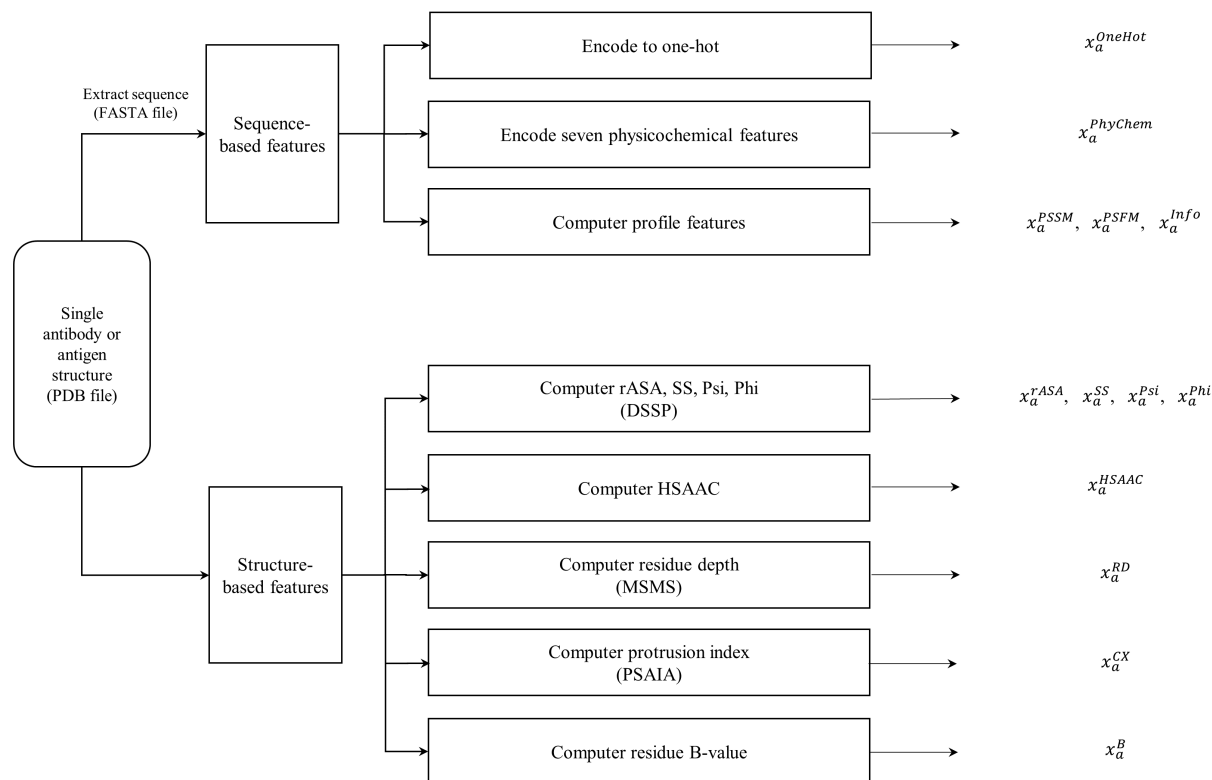 Extract sequence
(FASTA file)
Sequence-
based features
Encode to one-hot
x_a^{OneHot}
Encode seven physicochemical features
x_a^{PhyChem}
Computer profile features
x_a^{PSSM}, x_a^{PSFM}, x_a^{Info}
Single
antibody or
antigen
structure
(PDB file)
Structure-
based features
Computer rASA, SS, Psi, Phi
(DSSP)
x_a^{rASA}, x_a^{SS}, x_a^{Psi}, x_a^{Phi}
Computer HSAAC
x_a^{HSAAC}
Computer residue depth
(MSMS)
x_a^{RD}
Computer protrusion index
(PSAIA)
x_a^{CX}
Computer residue B-value
x_a^{B}